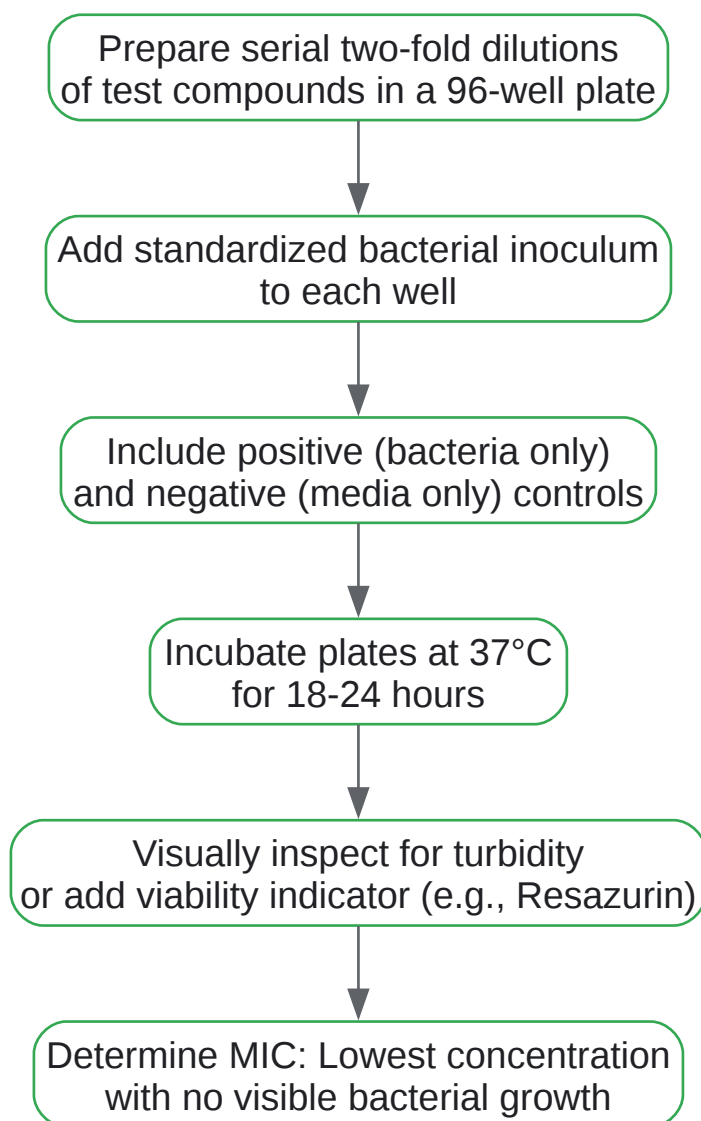 Prepare serial two-fold dilutions
of test compounds in a 96-well plate
Add standardized bacterial inoculum
to each well
Include positive (bacteria only)
and negative (media only) controls
Incubate plates at 37°C
for 18-24 hours
Visually inspect for turbidity
or add viability indicator (e.g., Resazurin)
Determine MIC: Lowest concentration
with no visible bacterial growth